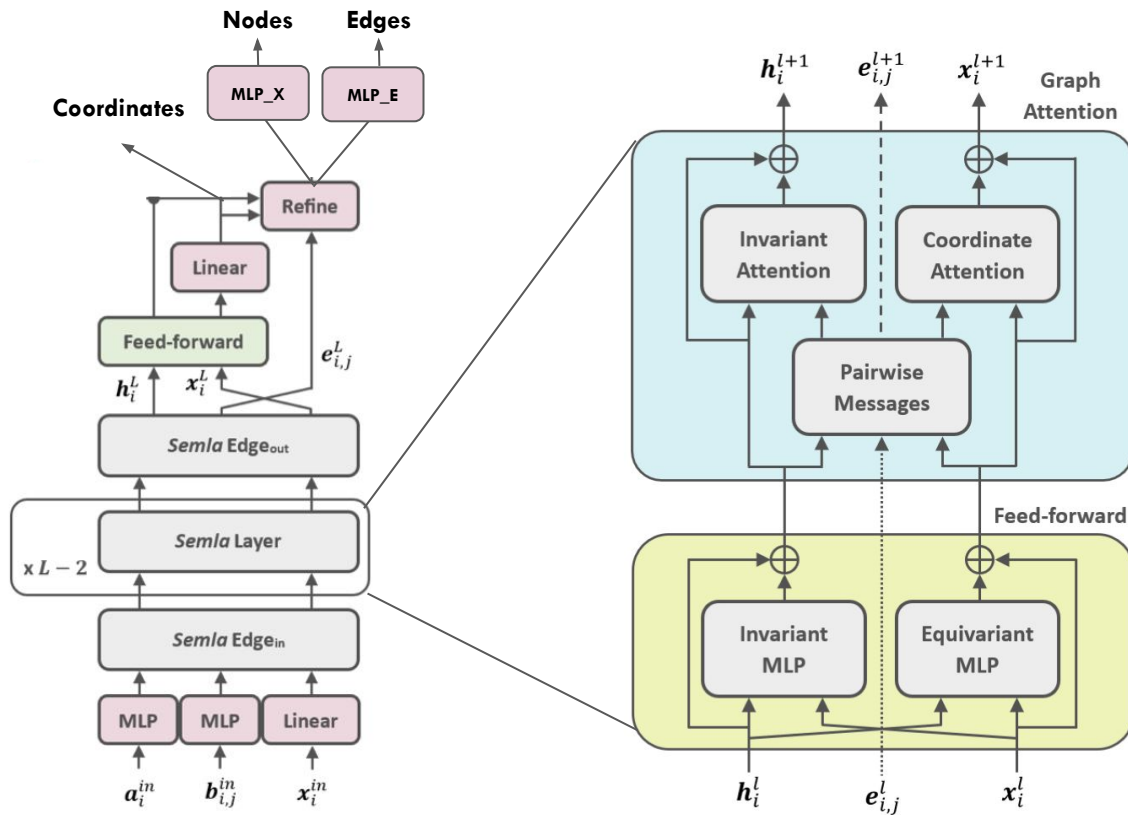 Nodes
Edges
MLP_X
MLP_E
Coordinates
Refine
Linear
Feed-forward
h_i^L
x_i^L
e_{i,j}^L
Semla Edge_out
Semla Layer
x L − 2
Semla Edge_in
MLP
MLP
Linear
a_i^{in}
b_{i,j}^{in}
x_i^{in}
h_i^{l+1}
e_{i,j}^{l+1}
x_i^{l+1}
Graph
Attention
Invariant
Attention
Coordinate
Attention
Pairwise
Messages
Feed-forward
Invariant
MLP
Equivariant
MLP
h_i^l
e_{i,j}^l
x_i^l